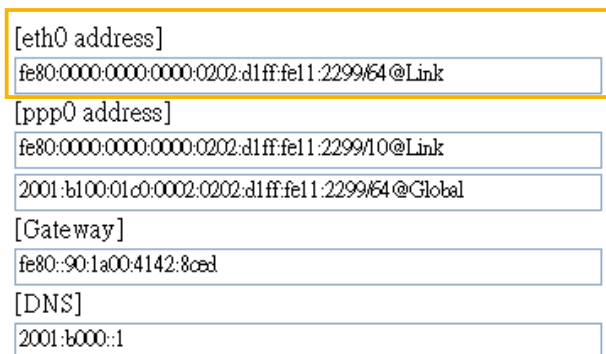 [eth0 address]
fe80:0000:0000:0000:0202:d1ff:fe11:2299/64@Link
[ppp0 address]
fe80:0000:0000:0000:0202:d1ff:fe11:2299/10@Link
2001:b100:01c0:0002:0202:d1ff:fe11:2299/64@Global
[Gateway]
fe80::90:1a00:4142:8ced
[DNS]
2001:b000::1